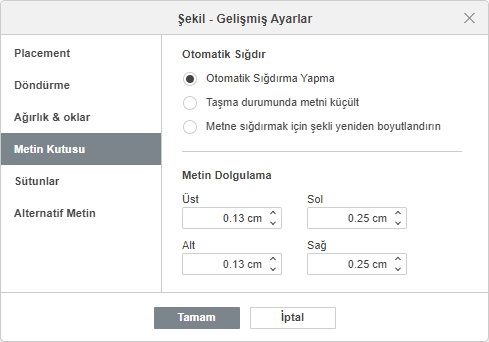 Şekil - Gelişmiş Ayarlar
Placement
Döndürme
Ağırlık & oklar
Metin Kutusu
Sütunlar
Alternatif Metin
Otomatik Sığdır
Otomatik Sığdırma Yapma
Taşma durumunda metni küçült
Metne sığdırmak için şekli yeniden boyutlandırın
Metin Dolgulama
Üst Sol
0.13 cm 0.25 cm
Alt Sağ
0.13 cm 0.25 cm
Tamam İptal